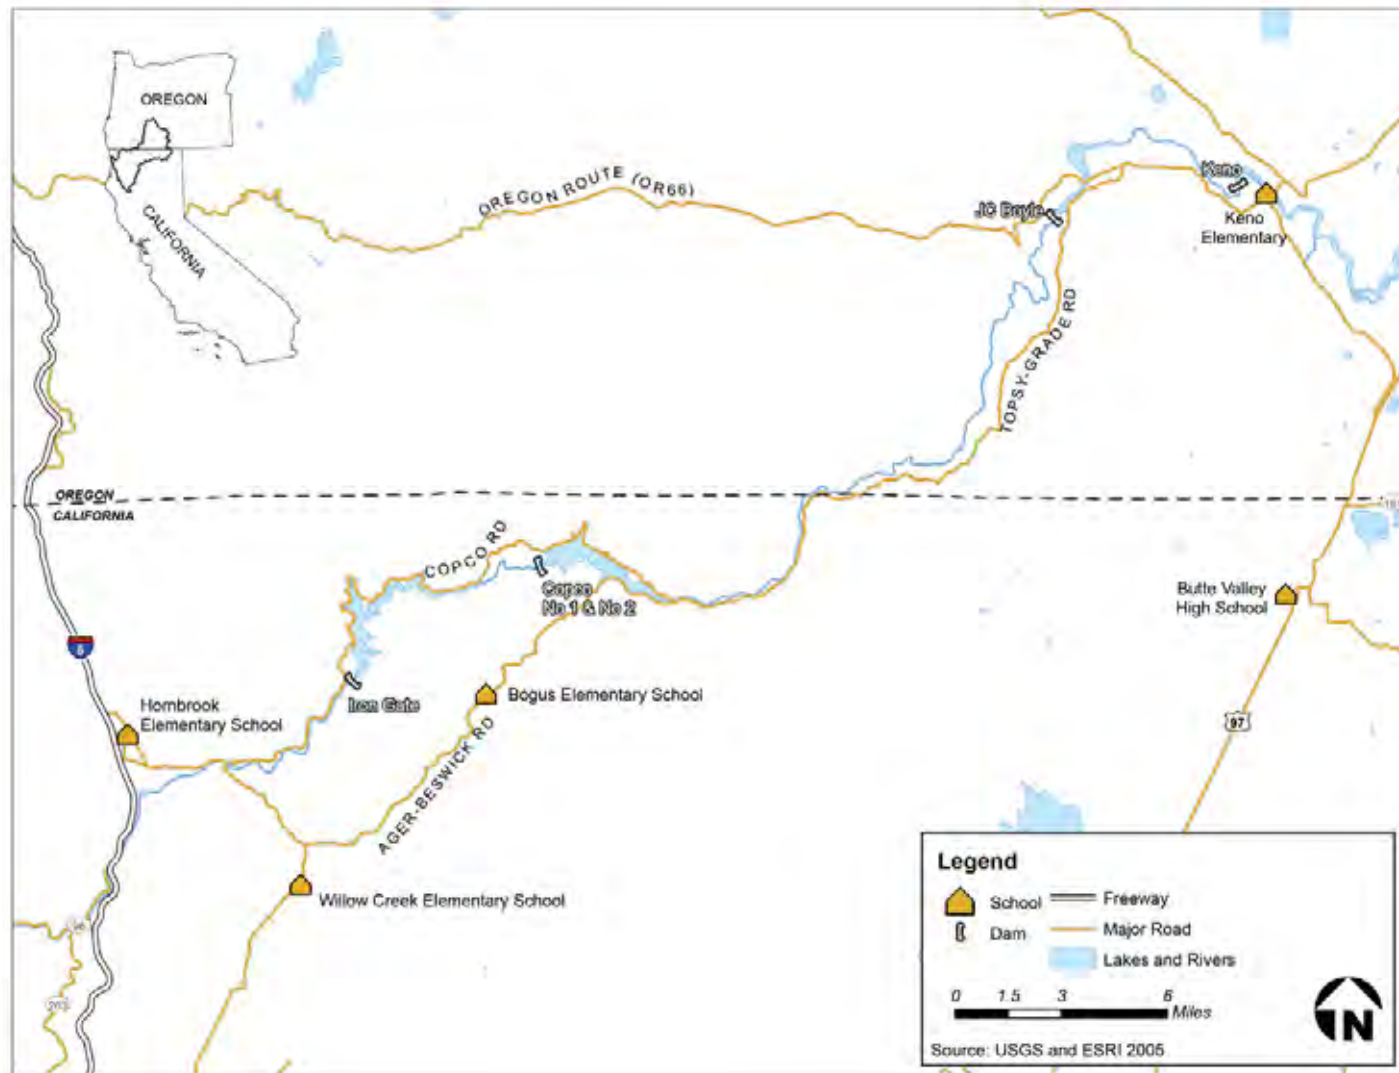 OREGON
CALIFORNIA
OREGON ROUTE (OR66)
Keno
JC Boyle
Keno
Elementary
TOPSY-GRADE RD
OREGON
CALIFORNIA
COPCO RD
Copco
No 1 & No 2
Butte Valley
High School
5
Iron Gate
Bogus Elementary School
Hornbrook
Elementary School
97
AGER-BESWICK RD
Willow Creek Elementary School
96
263
Legend
School
Freeway
Dam
Major Road
Lakes and Rivers
0 1.5 3 6
Miles
N
Source: USGS and ESRI 2005